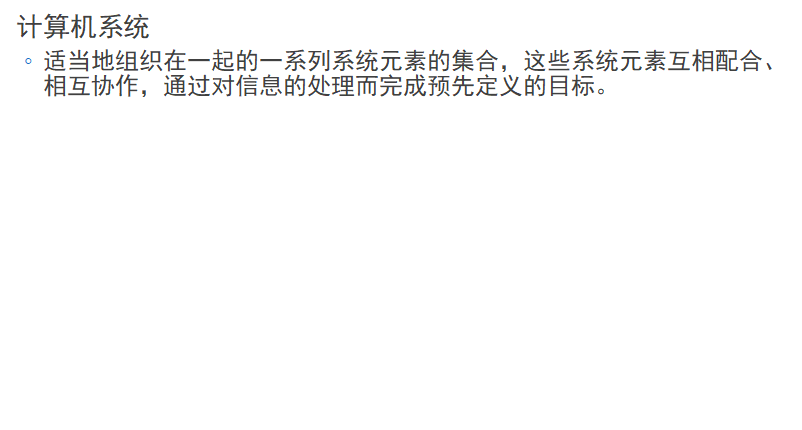 计算机系统
◦ 适当地组织在一起的一系列系统元素的集合，这些系统元素互相配合、
相互协作，通过对信息的处理而完成预先定义的目标。